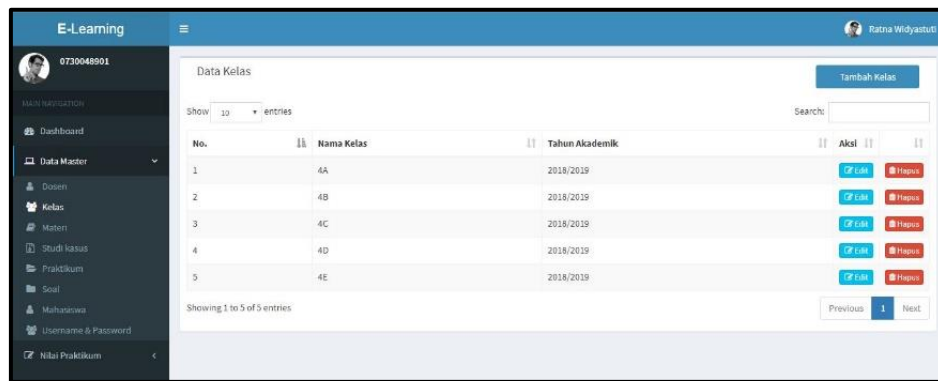 E-Learning
Ratna Widyastuti
0730048901
Data Kelas
Tambah Kelas
MAIN NAVIGATION
Show 10 entries
Search:
Dashboard
No. Nama Kelas Tahun Akademik Aksi
Data Master
1 4A 2018/2019 Edit Hapus
Dosen
2 4B 2018/2019 Edit Hapus
Kelas
Materi
3 4C 2018/2019 Edit Hapus
Studi kasus
4 4D 2018/2019 Edit Hapus
Praktikum
5 4E 2018/2019 Edit Hapus
Soal
Mahasiswa
Showing 1 to 5 of 5 entries
Previous 1 Next
Username & Password
Nilai Praktikum